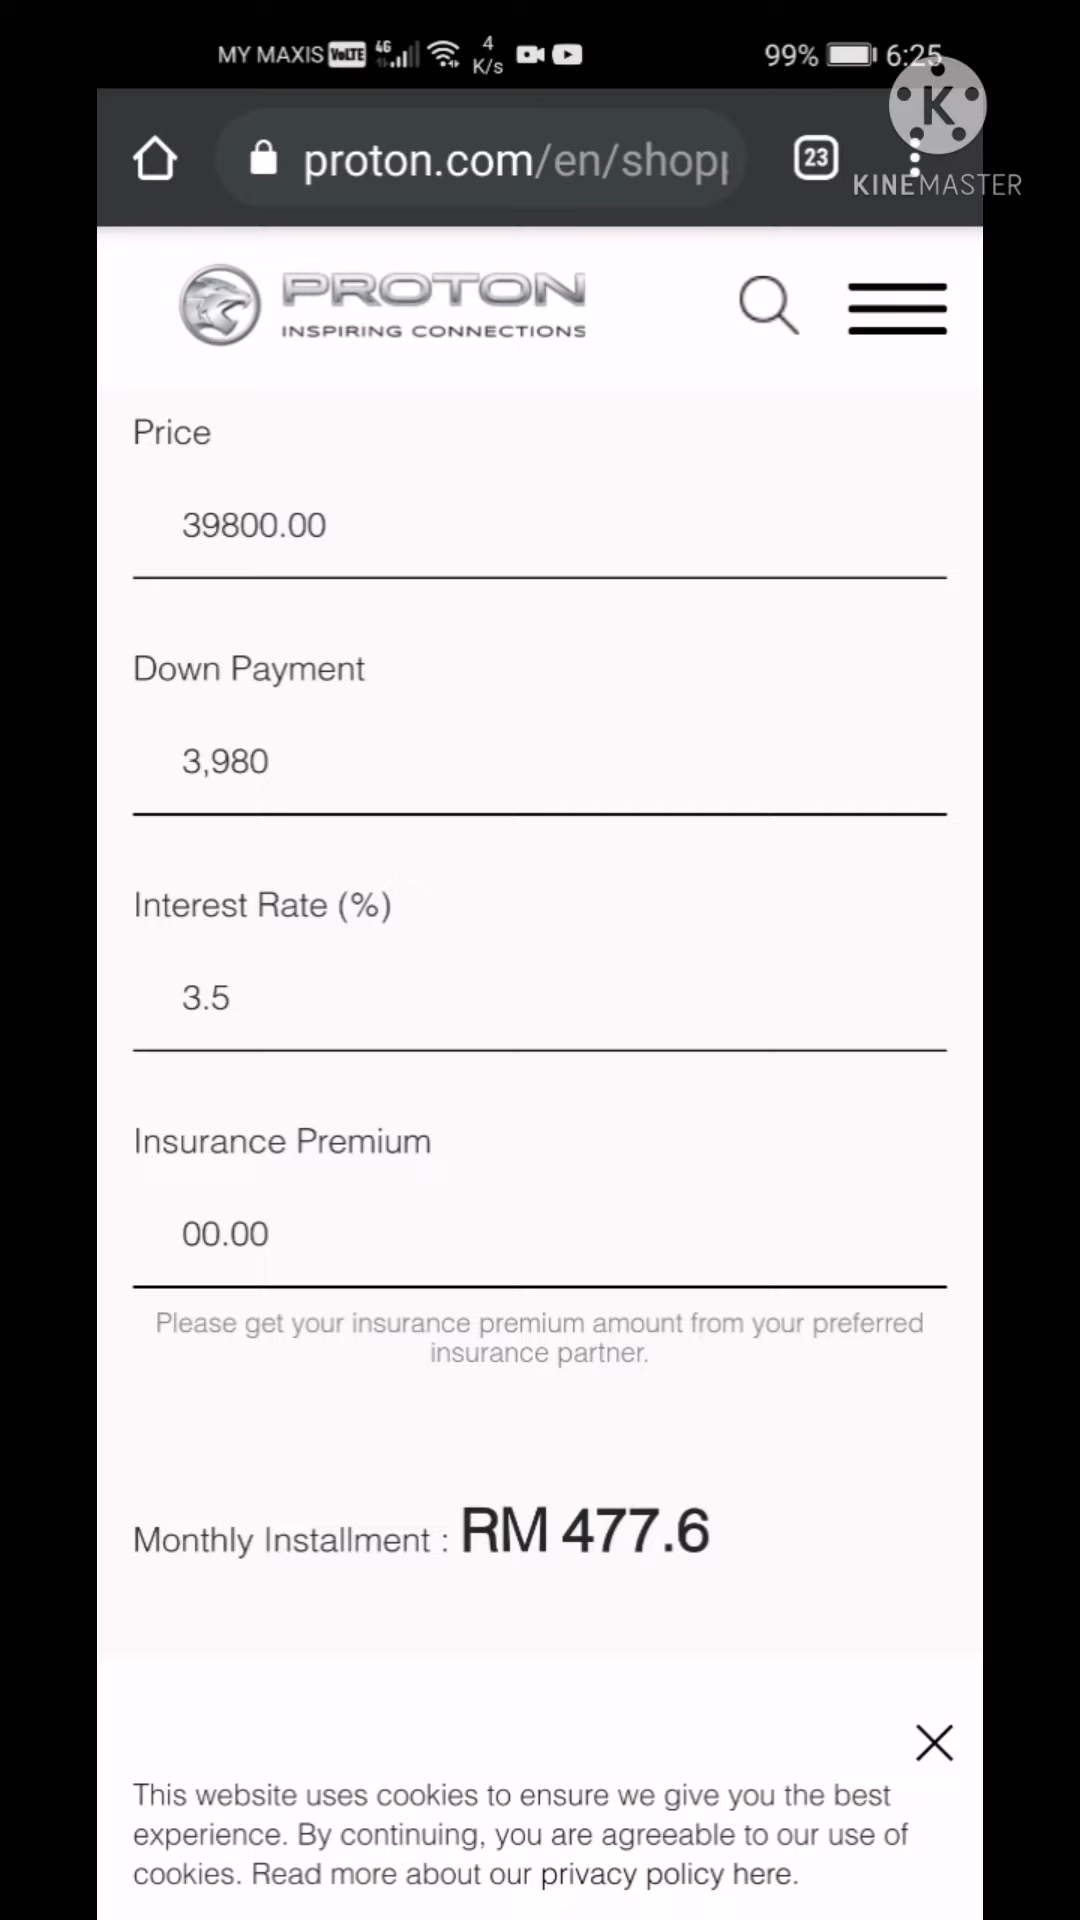 MY MAXIS VoLTE 4G 4 K/s 99% 6:25
proton.com/en/shopp 23
K
KINEMASTER
PROTON
INSPIRING CONNECTIONS
Price
39800.00
Down Payment
3,980
Interest Rate (%)
3.5
Insurance Premium
00.00
Please get your insurance premium amount from your preferred
insurance partner.
Monthly Installment : RM 477.6
This website uses cookies to ensure we give you the best
experience. By continuing, you are agreeable to our use of
cookies. Read more about our privacy policy here.